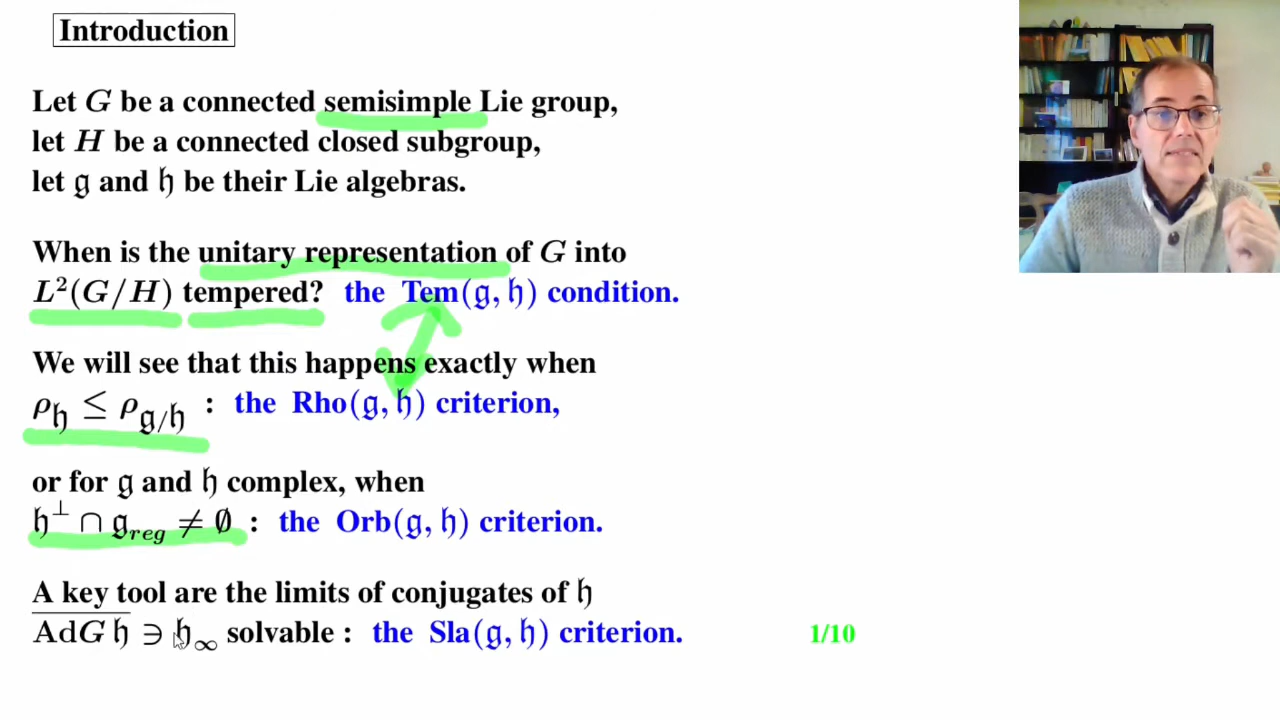 Introduction
Let G be a connected semisimple Lie group,
let H be a connected closed subgroup,
let 𝔤 and 𝔥 be their Lie algebras.
When is the unitary representation of G into
L²(G/H) tempered? the Tem(𝔤, 𝔥) condition.
We will see that this happens exactly when
ρ_𝔥 ≤ ρ_{𝔤/𝔥} : the Rho(𝔤, 𝔥) criterion,
or for 𝔤 and 𝔥 complex, when
𝔥^⊥ ∩ 𝔤_{reg} ≠ ∅ : the Orb(𝔤, 𝔥) criterion.
A key tool are the limits of conjugates of 𝔥
\overline{AdG 𝔥} ∋ 𝔥_∞ solvable : the Sla(𝔤, 𝔥) criterion.
1/10